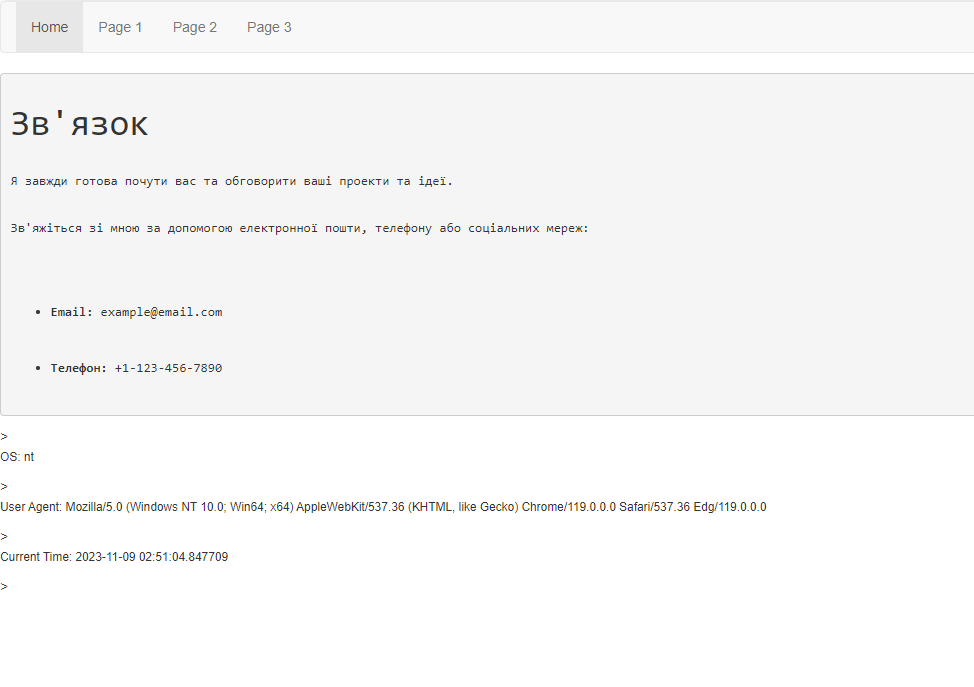 Home Page 1 Page 2 Page 3
Зв'язок
Я завжди готова почути вас та обговорити ваші проекти та ідеї.
Зв'яжіться зі мною за допомогою електронної пошти, телефону або соціальних мереж:
• Email: example@email.com
• Телефон: +1-123-456-7890
>
OS: nt
>
User Agent: Mozilla/5.0 (Windows NT 10.0; Win64; x64) AppleWebKit/537.36 (KHTML, like Gecko) Chrome/119.0.0.0 Safari/537.36 Edg/119.0.0.0
>
Current Time: 2023-11-09 02:51:04.847709
>